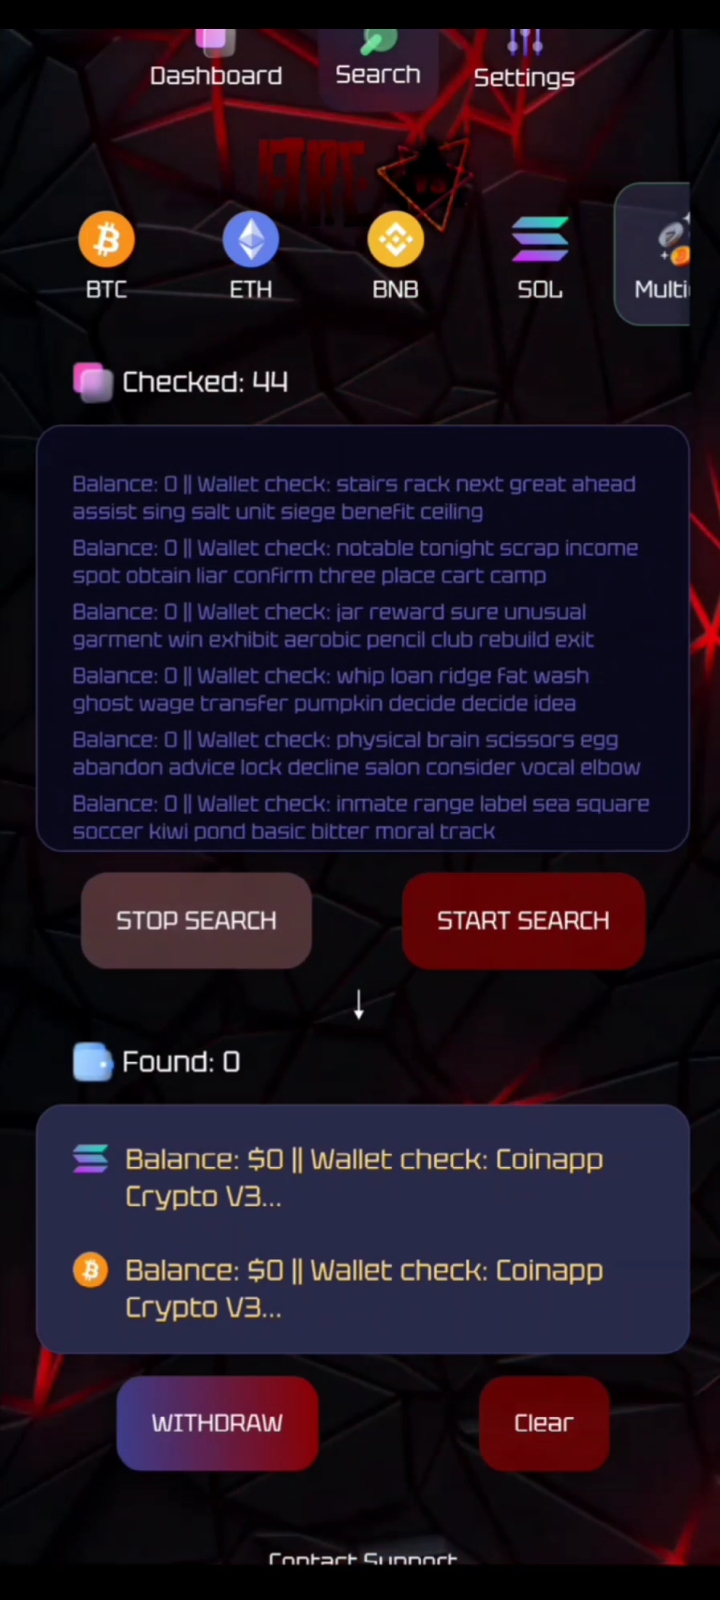 Dashboard
Search
Settings
FIRE
V3
BTC
ETH
BNB
SOL
Multi
Checked: 44
Balance: 0 || Wallet check: stairs rack next great ahead
assist sing salt unit siege benefit ceiling
Balance: 0 || Wallet check: notable tonight scrap income
spot obtain liar confirm three place cart camp
Balance: 0 || Wallet check: jar reward sure unusual
garment win exhibit aerobic pencil club rebuild exit
Balance: 0 || Wallet check: whip loan ridge fat wash
ghost wage transfer pumpkin decide decide idea
Balance: 0 || Wallet check: physical brain scissors egg
abandon advice lock decline salon consider vocal elbow
Balance: 0 || Wallet check: inmate range label sea square
soccer kiwi pond basic bitter moral track
STOP SEARCH
START SEARCH
↓
Found: 0
Balance: $0 || Wallet check: Coinapp
Crypto V3...
Balance: $0 || Wallet check: Coinapp
Crypto V3...
WITHDRAW
Clear
Contact Support